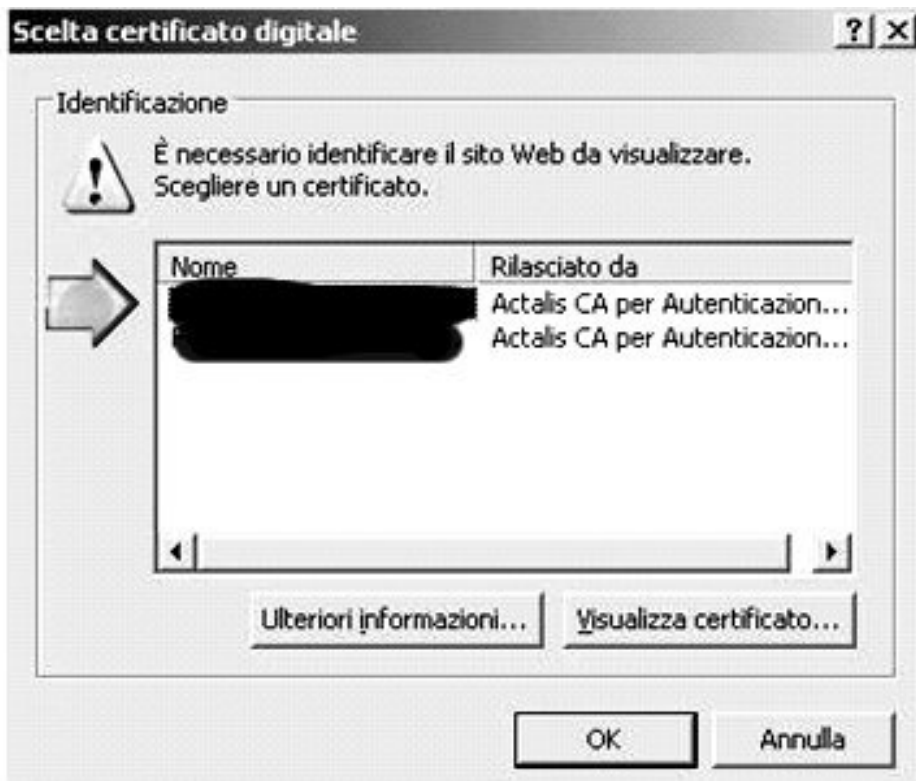 Scelta certificato digitale
Identificazione
È necessario identificare il sito Web da visualizzare.
Scegliere un certificato.
Nome Rilasciato da
Actalis CA per Autenticazion...
Actalis CA per Autenticazion...
Ulteriori informazioni... Visualizza certificato...
OK Annulla